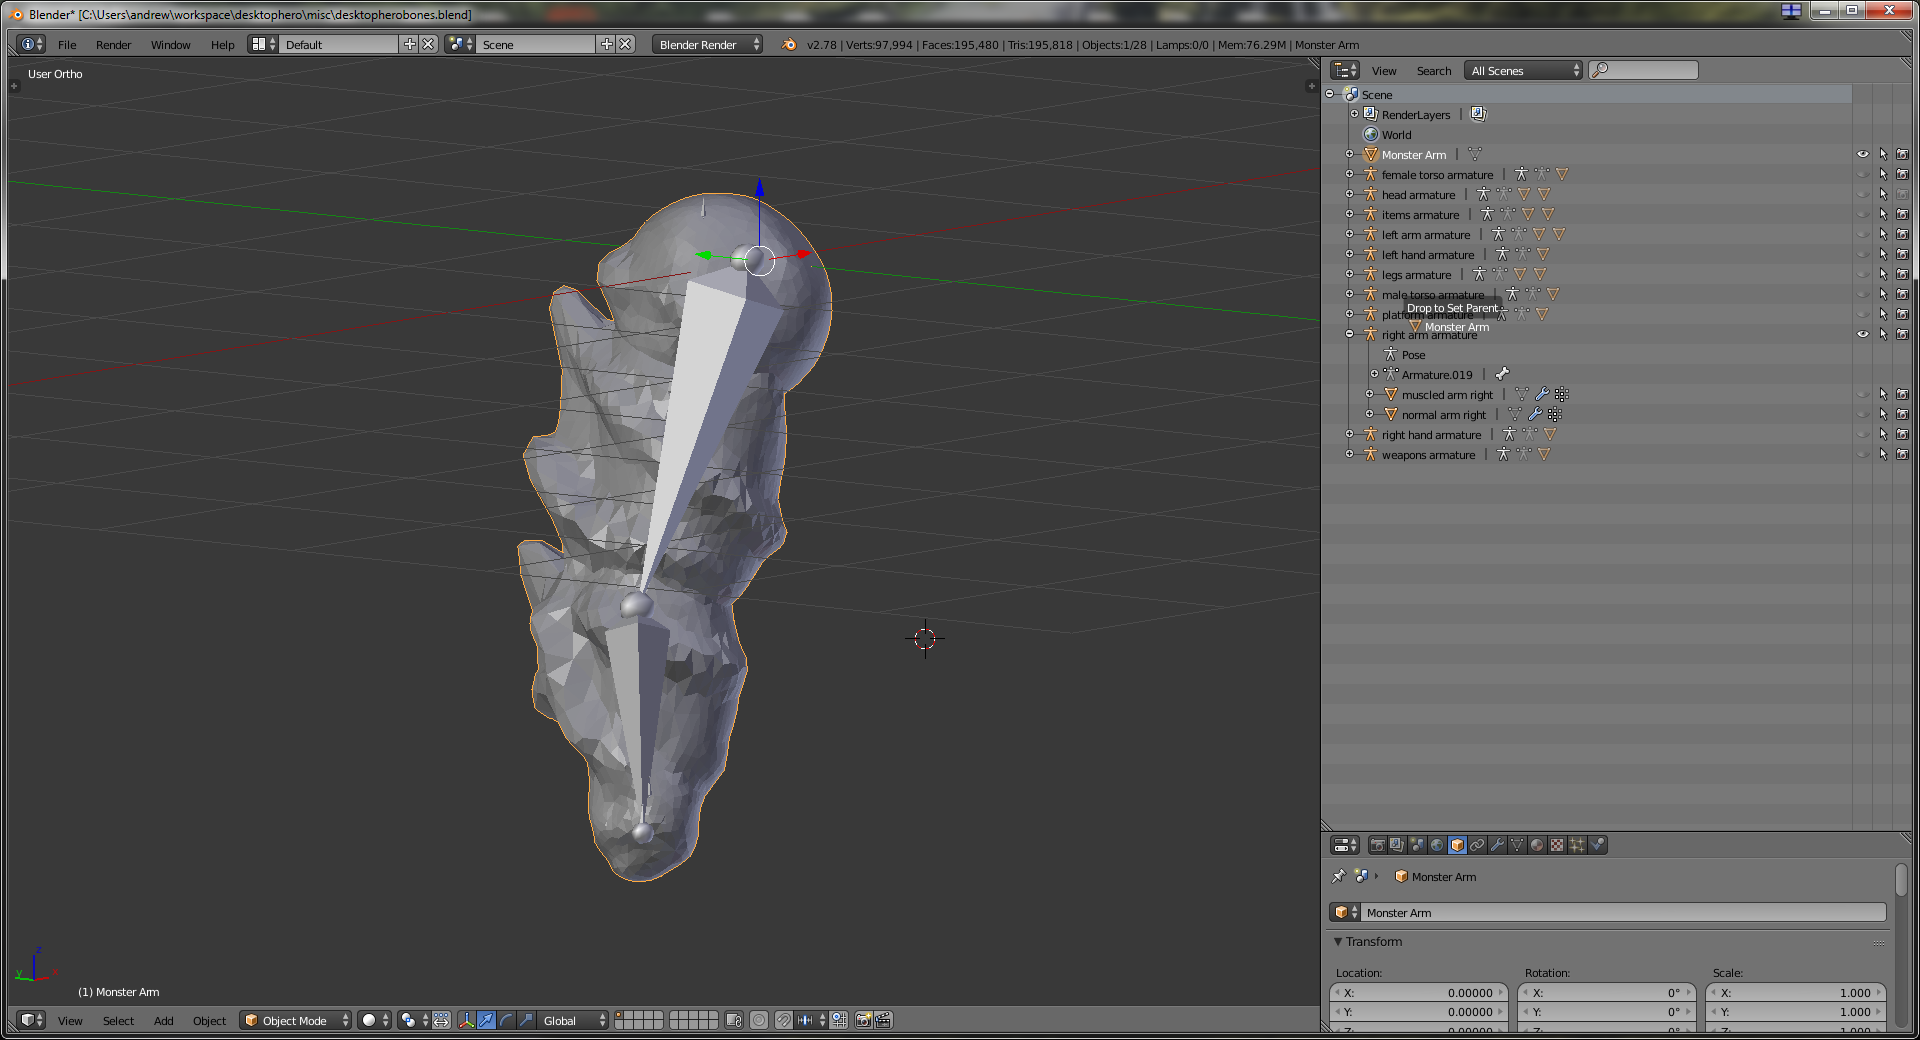 Blender* [C:\Users\andrew\workspace\desktophero\misc\desktopherobones.blend]
File Render Window Help Default Scene Blender Render v2.78 | Verts:97,994 | Faces:195,480 | Tris:195,818 | Objects:1/28 | Lamps:0/0 | Mem:76.29M | Monster Arm
User Ortho
View Search All Scenes
Scene
RenderLayers
World
Monster Arm
female torso armature
head armature
items armature
left arm armature
left hand armature
legs armature
male torso armature
Drop to Set Parent
platform armature
Monster Arm
right arm armature
Pose
Armature.019
muscled arm right
normal arm right
right hand armature
weapons armature
Monster Arm
Monster Arm
Transform
Location: Rotation: Scale:
X: 0.00000 X: 0° X: 1.000
Y: 0.00000 Y: 0° Y: 1.000
Z: 0.00000 Z: 0° Z: 1.000
z
y x
(1) Monster Arm
View Select Add Object Object Mode Global